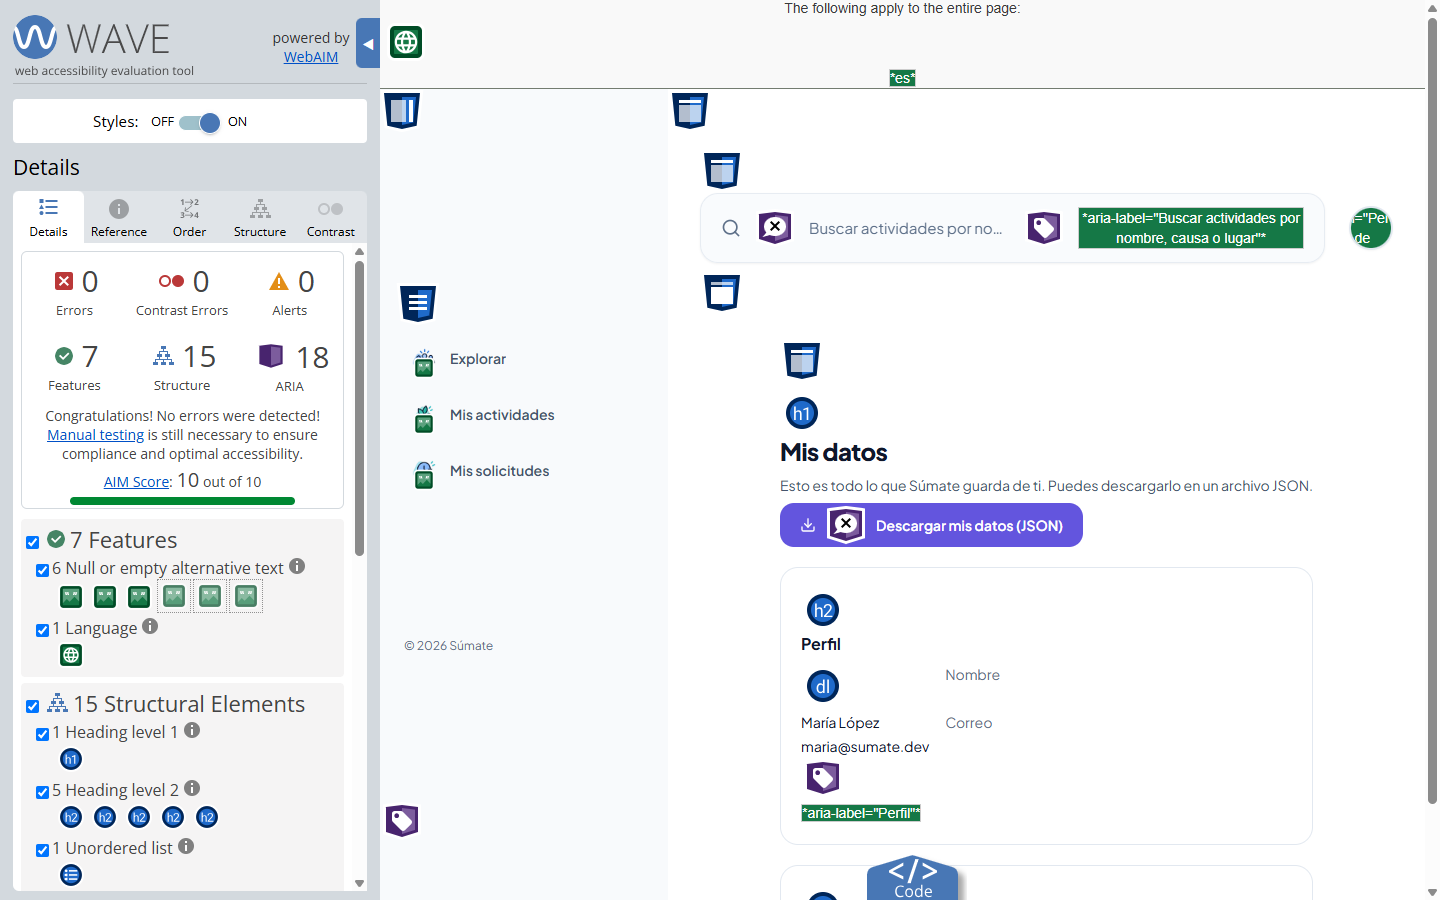 WAVE
web accessibility evaluation tool
powered by
WebAIM
Styles: OFF ON
Details
Details Reference Order Structure Contrast
0 Errors
0 Contrast Errors
0 Alerts
7 Features
15 Structure
18 ARIA
Congratulations! No errors were detected!
Manual testing is still necessary to ensure
compliance and optimal accessibility.
AIM Score: 10 out of 10
7 Features
6 Null or empty alternative text
1 Language
15 Structural Elements
1 Heading level 1
h1
5 Heading level 2
h2 h2 h2 h2 h2
1 Unordered list
The following apply to the entire page:
*es*
Buscar actividades por no...
*aria-label="Buscar actividades por
nombre, causa o lugar"*
Explorar
Mis actividades
Mis solicitudes
© 2026 Súmate
h1
Mis datos
Esto es todo lo que Súmate guarda de ti. Puedes descargarlo en un archivo JSON.
Descargar mis datos (JSON)
h2
Perfil
dl
Nombre
María López
Correo
maria@sumate.dev
*aria-label="Perfil"*
</> Code